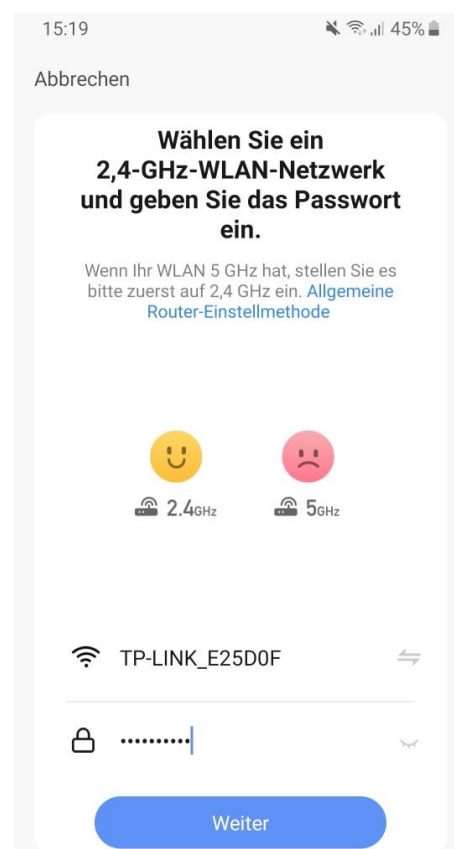 15:19 45%
Abbrechen
Wählen Sie ein
2,4-GHz-WLAN-Netzwerk
und geben Sie das Passwort
ein.
Wenn Ihr WLAN 5 GHz hat, stellen Sie es
bitte zuerst auf 2,4 GHz ein. Allgemeine
Router-Einstellmethode
2.4GHz 5GHz
TP-LINK_E25D0F
••••••••••
Weiter